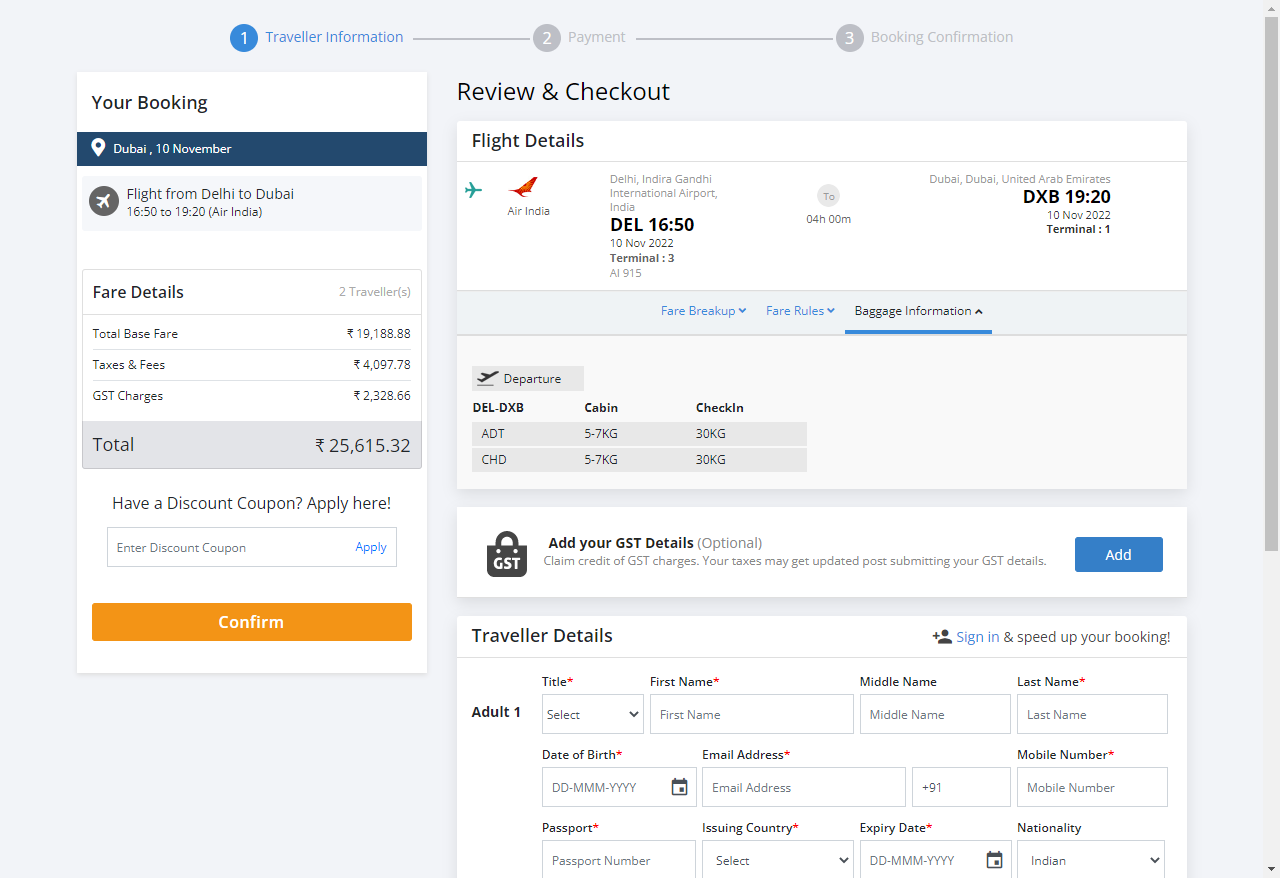 1 Traveller Information 2 Payment 3 Booking Confirmation
Your Booking
Dubai , 10 November
Flight from Delhi to Dubai
16:50 to 19:20 (Air India)
Fare Details 2 Traveller(s)
Total Base Fare ₹ 19,188.88
Taxes & Fees ₹ 4,097.78
GST Charges ₹ 2,328.66
Total ₹ 25,615.32
Have a Discount Coupon? Apply here!
Enter Discount Coupon Apply
Confirm
Review & Checkout
Flight Details
Air India
Delhi, Indira Gandhi
International Airport,
India
DEL 16:50
10 Nov 2022
Terminal : 3
AI 915
To
04h 00m
Dubai, Dubai, United Arab Emirates
DXB 19:20
10 Nov 2022
Terminal : 1
Fare Breakup Fare Rules Baggage Information
Departure
DEL-DXB Cabin CheckIn
ADT 5-7KG 30KG
CHD 5-7KG 30KG
GST
Add your GST Details (Optional)
Claim credit of GST charges. Your taxes may get updated post submitting your GST details.
Add
Traveller Details Sign in & speed up your booking!
Title* First Name* Middle Name Last Name*
Adult 1 Select First Name Middle Name Last Name
Date of Birth* Email Address* Mobile Number*
DD-MMM-YYYY Email Address +91 Mobile Number
Passport* Issuing Country* Expiry Date* Nationality
Passport Number Select DD-MMM-YYYY Indian